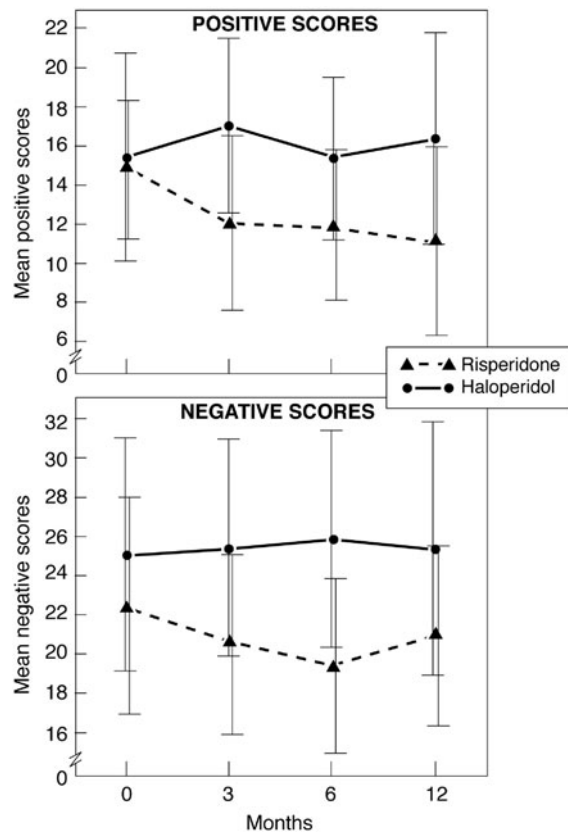 POSITIVE SCORES
Mean positive scores
22
20
18
16
14
12
10
8
6
0
Risperidone
Haloperidol
NEGATIVE SCORES
Mean negative scores
32
30
28
26
24
22
20
18
16
0
0 3 6 12
Months